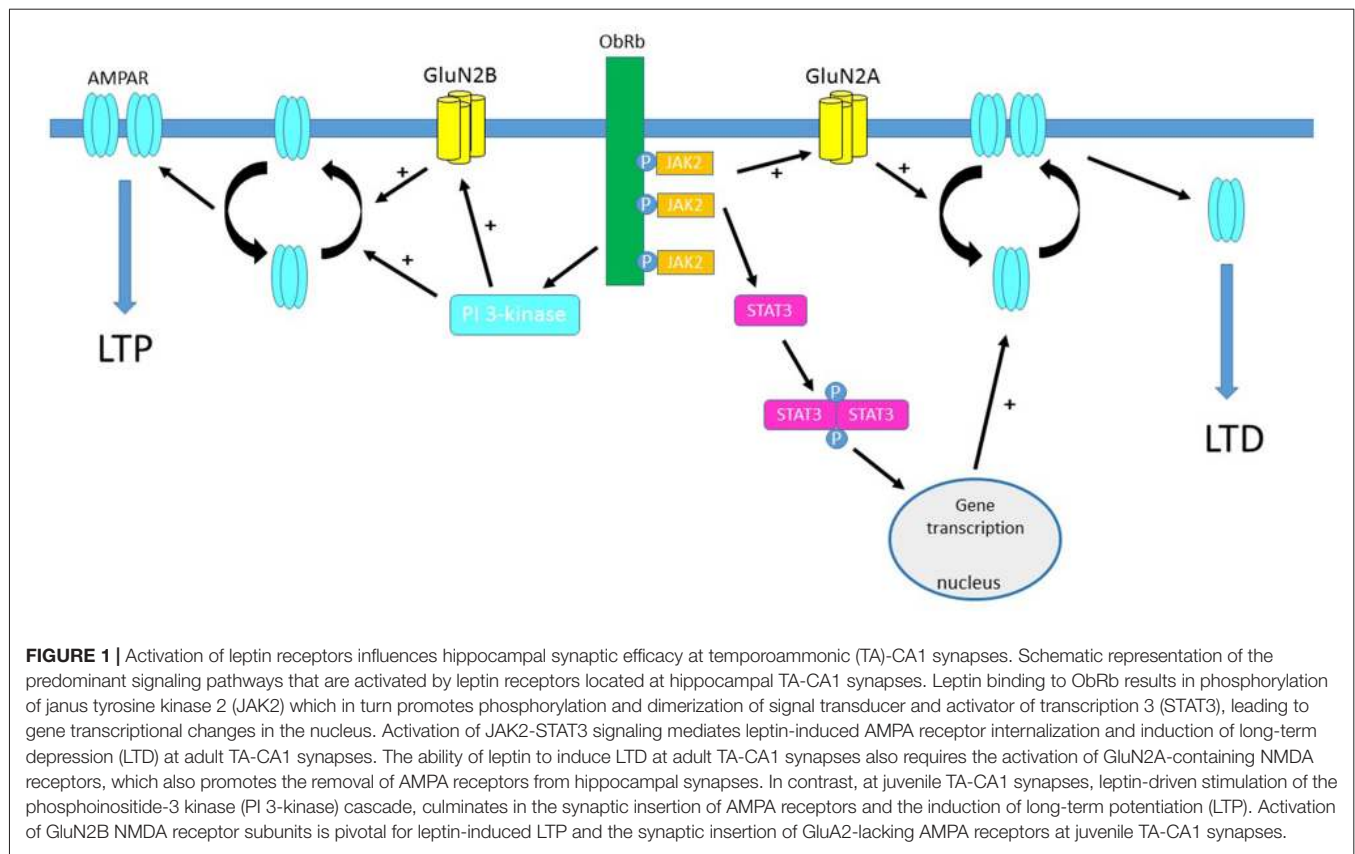 ObRb
AMPAR
GluN2B
GluN2A
P JAK2
+
+
+
P JAK2
+
+
P JAK2
PI 3-kinase
STAT3
LTP
P
STAT3 STAT3
P
+
LTD
Gene
transcription
nucleus
FIGURE 1 | Activation of leptin receptors influences hippocampal synaptic efficacy at temporoammonic (TA)-CA1 synapses. Schematic representation of the
predominant signaling pathways that are activated by leptin receptors located at hippocampal TA-CA1 synapses. Leptin binding to ObRb results in phosphorylation
of janus tyrosine kinase 2 (JAK2) which in turn promotes phosphorylation and dimerization of signal transducer and activator of transcription 3 (STAT3), leading to
gene transcriptional changes in the nucleus. Activation of JAK2-STAT3 signaling mediates leptin-induced AMPA receptor internalization and induction of long-term
depression (LTD) at adult TA-CA1 synapses. The ability of leptin to induce LTD at adult TA-CA1 synapses also requires the activation of GluN2A-containing NMDA
receptors, which also promotes the removal of AMPA receptors from hippocampal synapses. In contrast, at juvenile TA-CA1 synapses, leptin-driven stimulation of the
phosphoinositide-3 kinase (PI 3-kinase) cascade, culminates in the synaptic insertion of AMPA receptors and the induction of long-term potentiation (LTP). Activation
of GluN2B NMDA receptor subunits is pivotal for leptin-induced LTP and the synaptic insertion of GluA2-lacking AMPA receptors at juvenile TA-CA1 synapses.